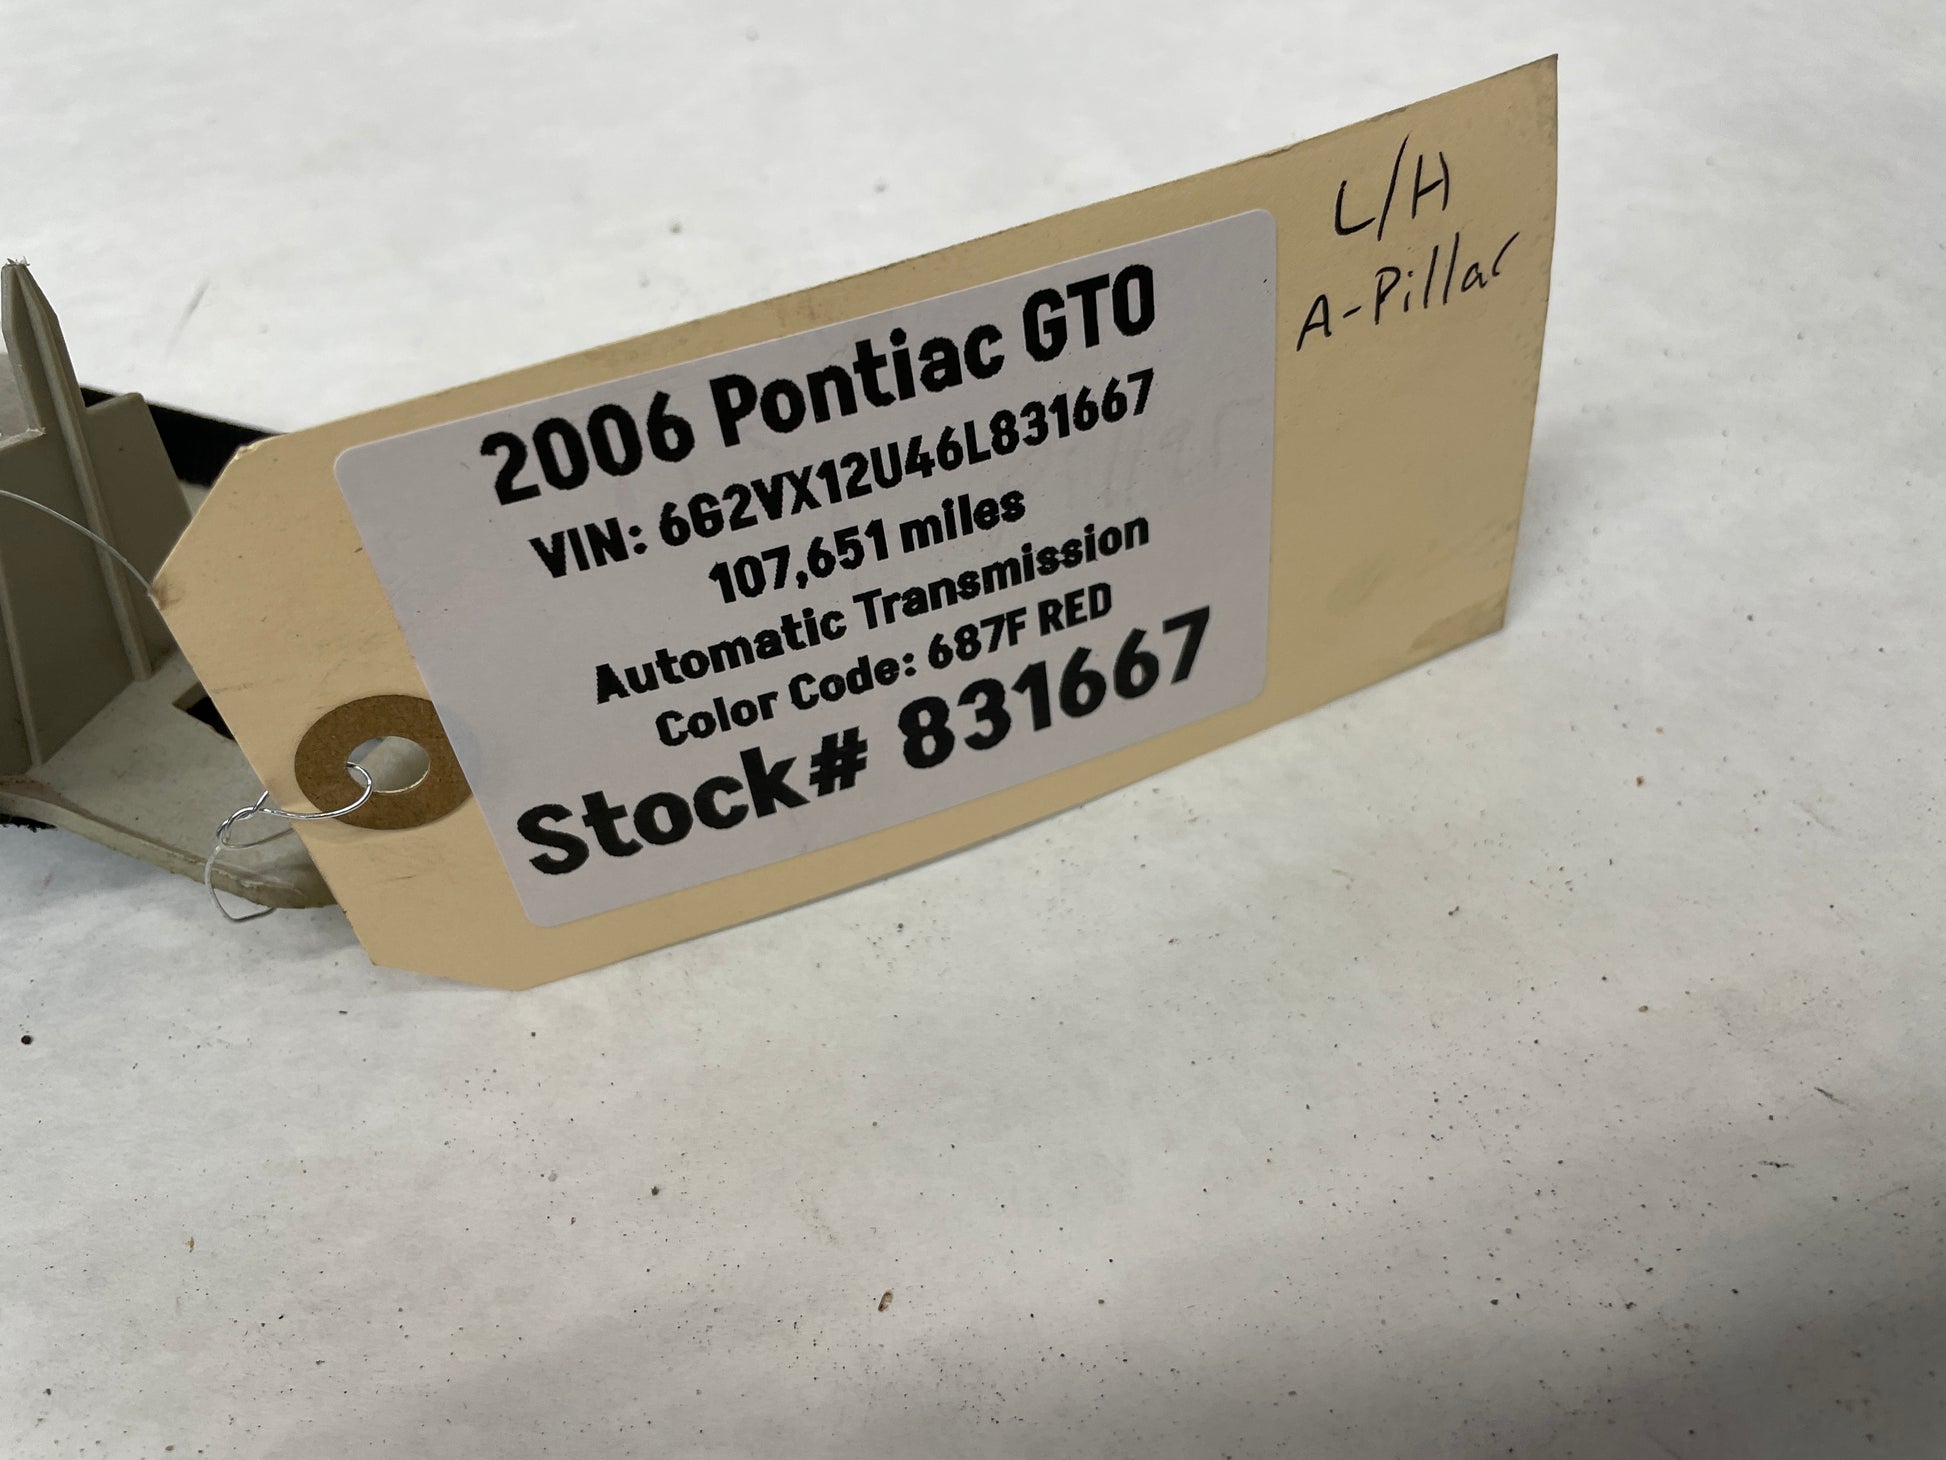 2006 Pontiac GTO
VIN: 6G2VX12U46L831667
107,651 miles
Automatic Transmission
Color Code: 687F RED
Stock# 831667
L/H
A-Pillar